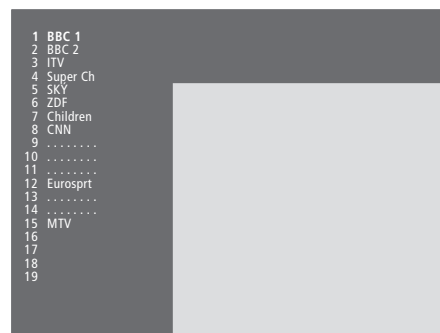 1 BBC 1
2 BBC 2
3 ITV
4 Super Ch
5 SKY
6 ZDF
7 Children
8 CNN
9 . . . . . . . .
10 . . . . . . . .
11 . . . . . . . .
12 Eurosprt
13 . . . . . . . .
14 . . . . . . . .
15 MTV
16
17
18
19